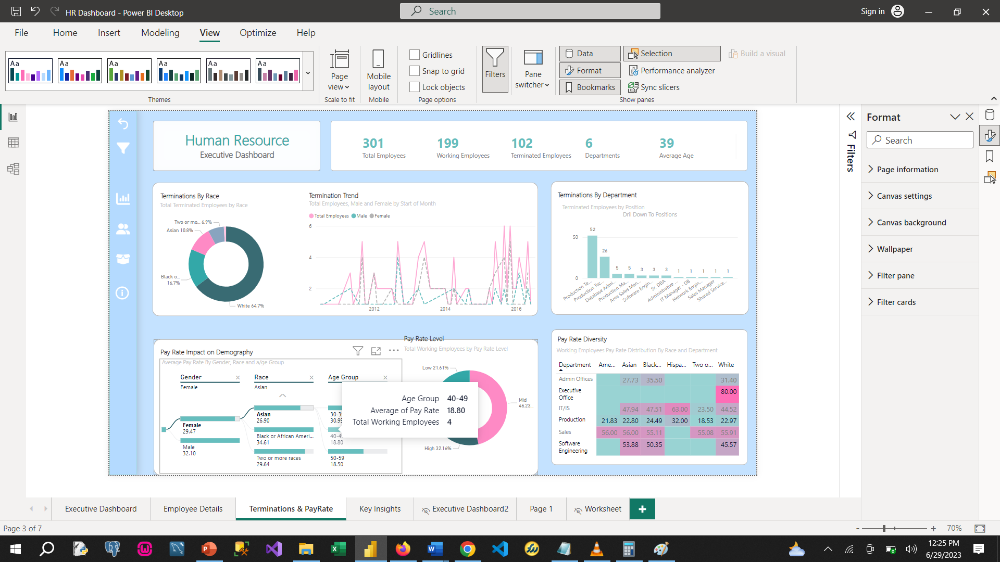 HR Dashboard - Power BI Desktop
Search
Sign in
File Home Insert Modeling View Optimize Help
Aa Aa Aa Aa Aa Aa
Themes
Page view
Scale to fit
Mobile layout
Mobile
Gridlines
Snap to grid
Lock objects
Page options
Filters
Pane switcher
Data
Format
Bookmarks
Selection
Performance analyzer
Sync slicers
Build a visual
Show panes
Human Resource
Executive Dashboard
301 199 102 6 39
Total Employees Working Employees Terminated Employees Departments Average Age
Terminations By Race
Total Terminated Employees by Race
Two or mo... 6.9%
Asian 10.8%
Black o...
16.7%
White 64.7%
Termination Trend
Total Employees, Male and Female by Start of Month
Total Employees Male Female
6
4
2
2012 2014 2016
Terminations By Department
Terminated Employees by Position
Dril Down To Positions
50
0
52 26 5 5 3 3 3 1 1 1 1 1
Production Te...
Production Tec...
Database Admi...
Production Ma...
Area Sales Man...
Software Engin...
Sr. DBA
Administrative ...
IT Manager - DB
Network Engin...
Sales Manager
Shared Service...
Pay Rate Impact on Demography
Average Pay Rate By Gender, Race and a/ge Group
Gender Race Age Group
Female Asian
Female
29.47
Male
32.10
Asian
26.90
Black or African Ameri...
34.61
Two or more races
29.64
30-3
30.99
40-4
18.80
50-59
18.50
Age Group 40-49
Average of Pay Rate 18.80
Total Working Employees 4
Pay Rate Level
Total Working Employees by Pay Rate Level
Low 21.61%
Mid
46.23...
High 32.16%
Pay Rate Diversity
Working Employees Pay Rate Distribution By Race and Department
Department Ame... Asian Black... Hispa... Two o... White
Admin Offices 27.73 35.50 31.40
Executive Office 80.00
IT/IS 47.94 47.51 63.00 23.50 44.52
Production 21.83 22.80 24.49 32.00 18.53 22.97
Sales 56.00 56.00 55.11 55.08 55.91
Software Engineering 53.88 50.35 45.57
Filters
Format
Search
Page information
Canvas settings
Canvas background
Wallpaper
Filter pane
Filter cards
Executive Dashboard Employee Details Terminations & PayRate Key Insights Executive Dashboard2 Page 1 Worksheet +
Page 3 of 7
- + 70%
12:25 PM
6/29/2023